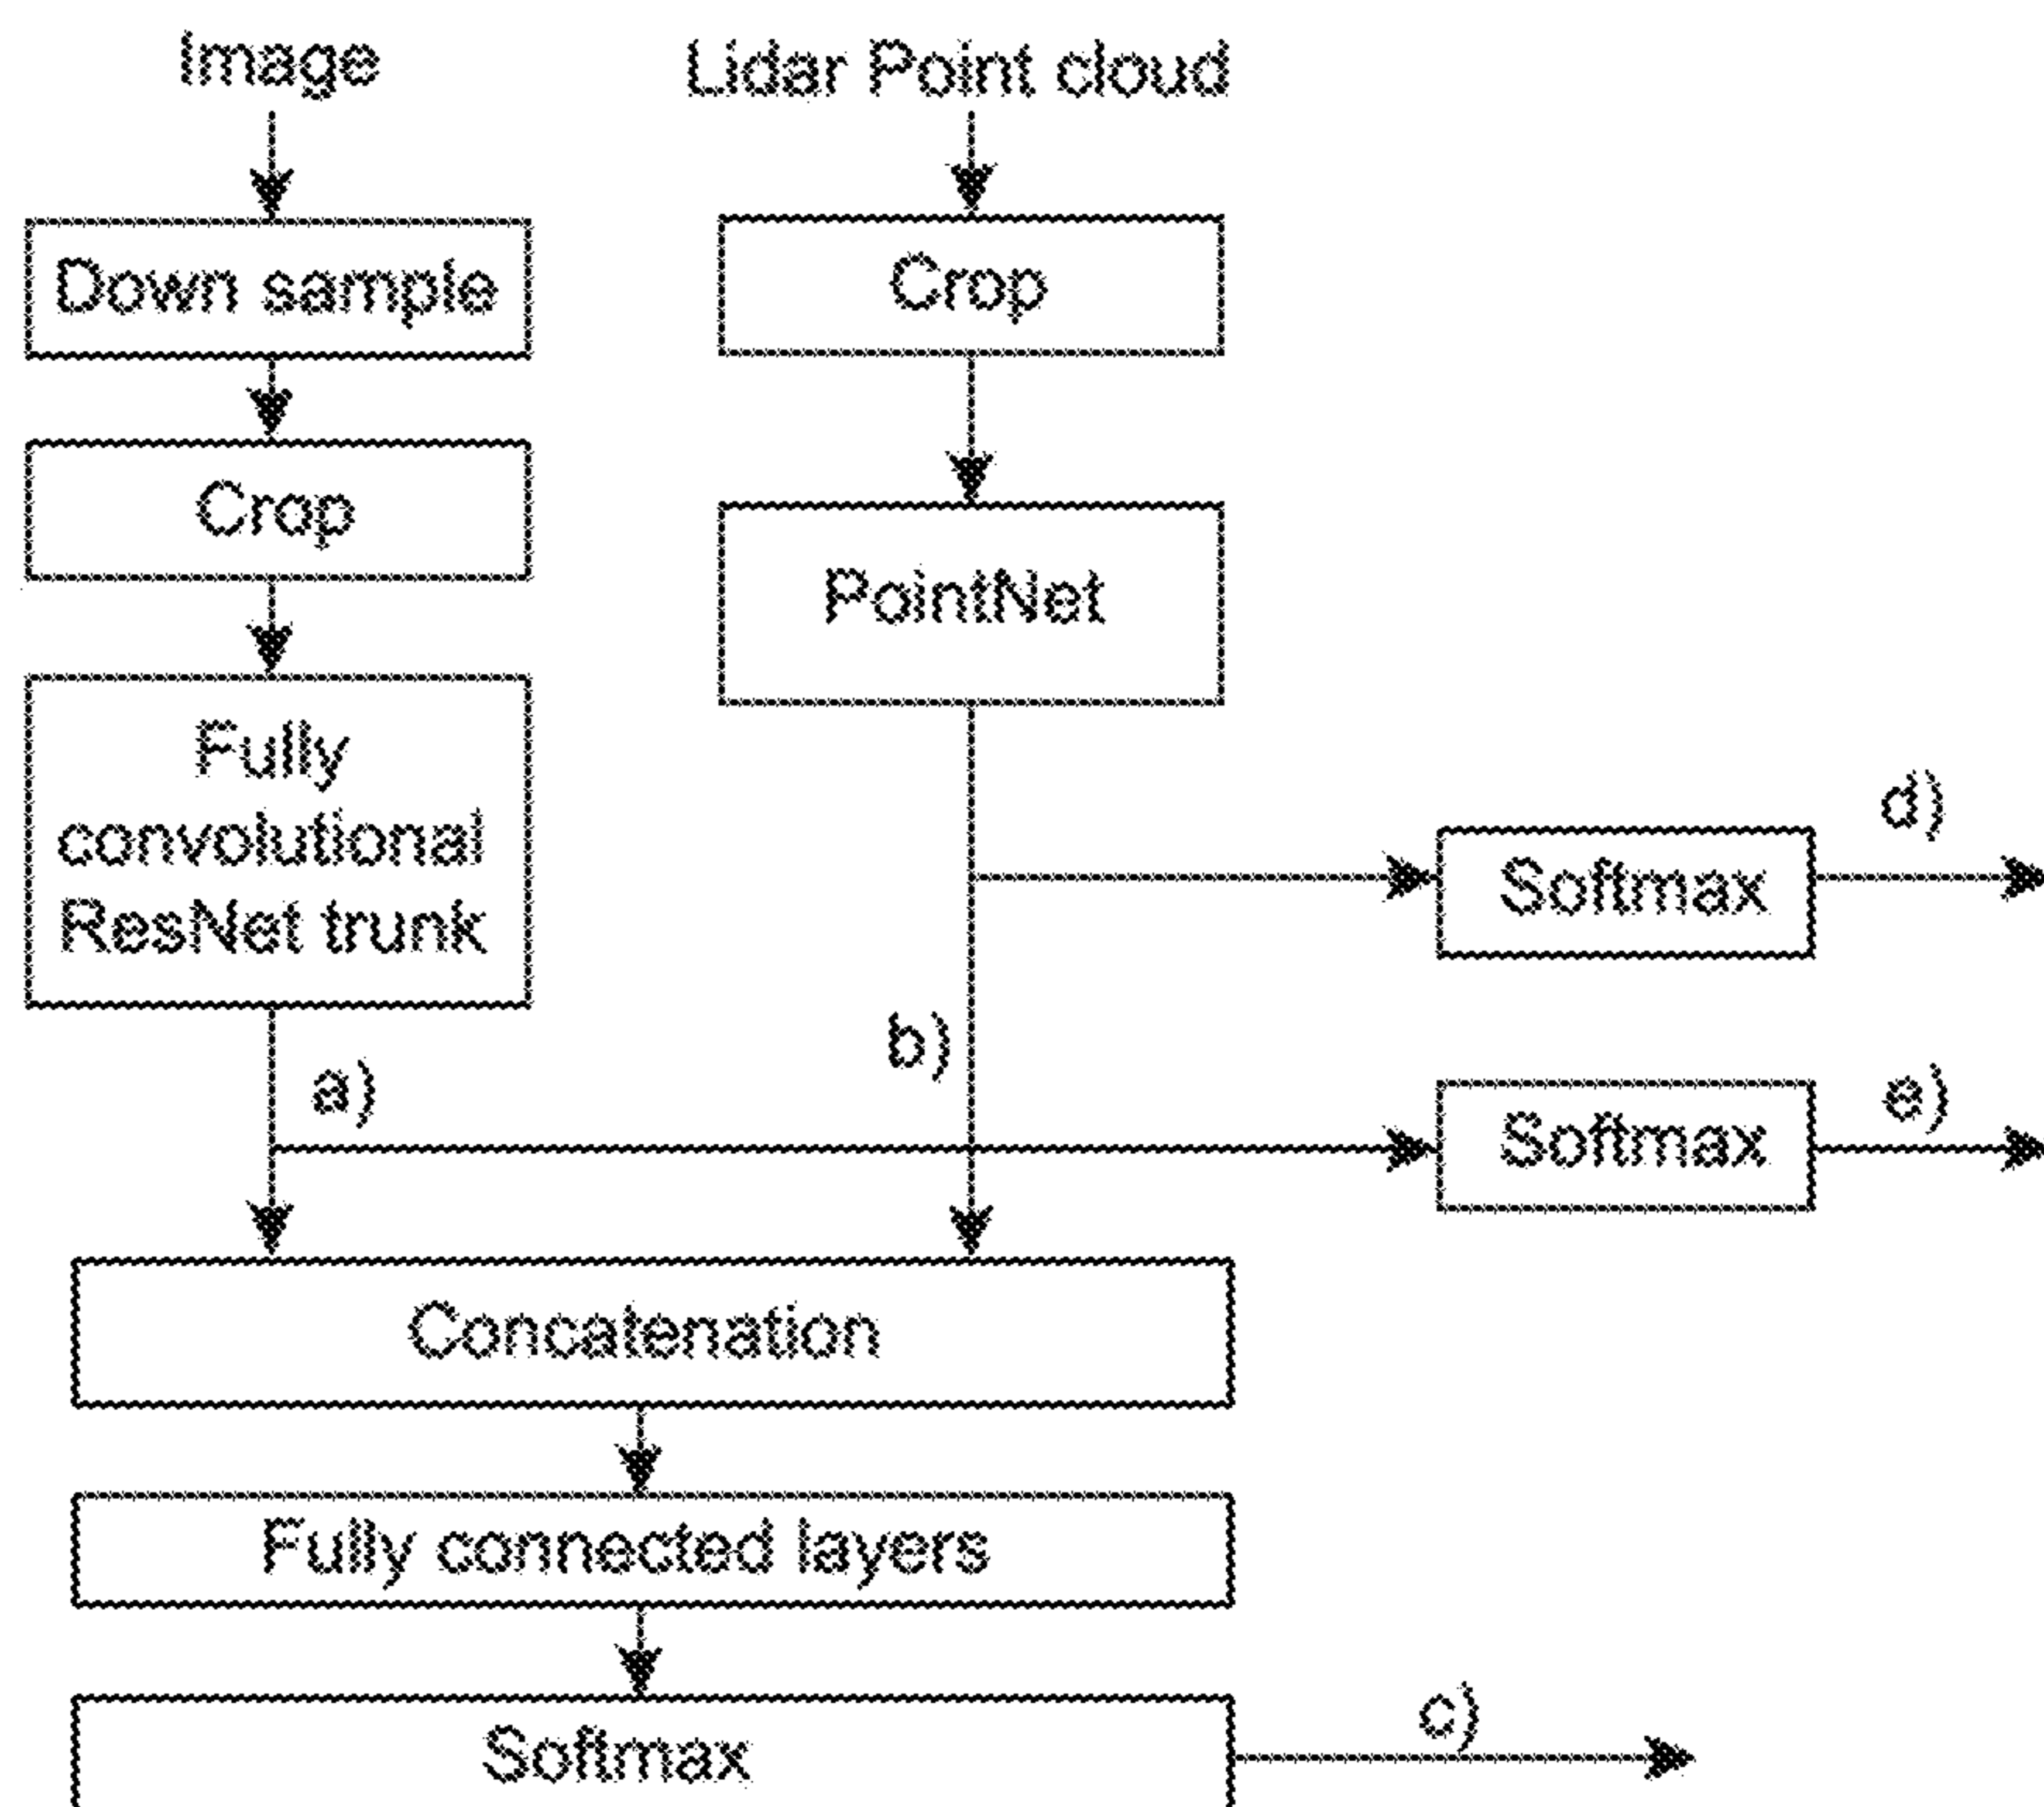 Image
Lidar Point cloud
Down sample
Crop
Crop
PointNet
Fully
convolutional
ResNet trunk
d)
Softmax
b)
a)
e)
Softmax
Concatenation
Fully connected layers
c)
Softmax